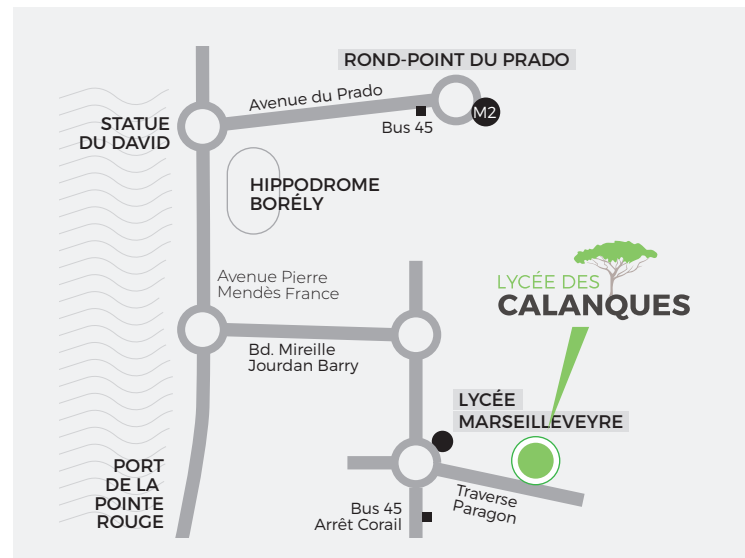 ROND-POINT DU PRADO
Avenue du Prado
M2
Bus 45
STATUE
DU DAVID
HIPPODROME
BORÉLY
Avenue Pierre
Mendès France
LYCÉE DES
CALANQUES
Bd. Mireille
Jourdan Barry
LYCÉE
MARSEILLEVEYRE
PORT
DE LA
POINTE
ROUGE
Traverse
Paragon
Bus 45
Arrêt Corail